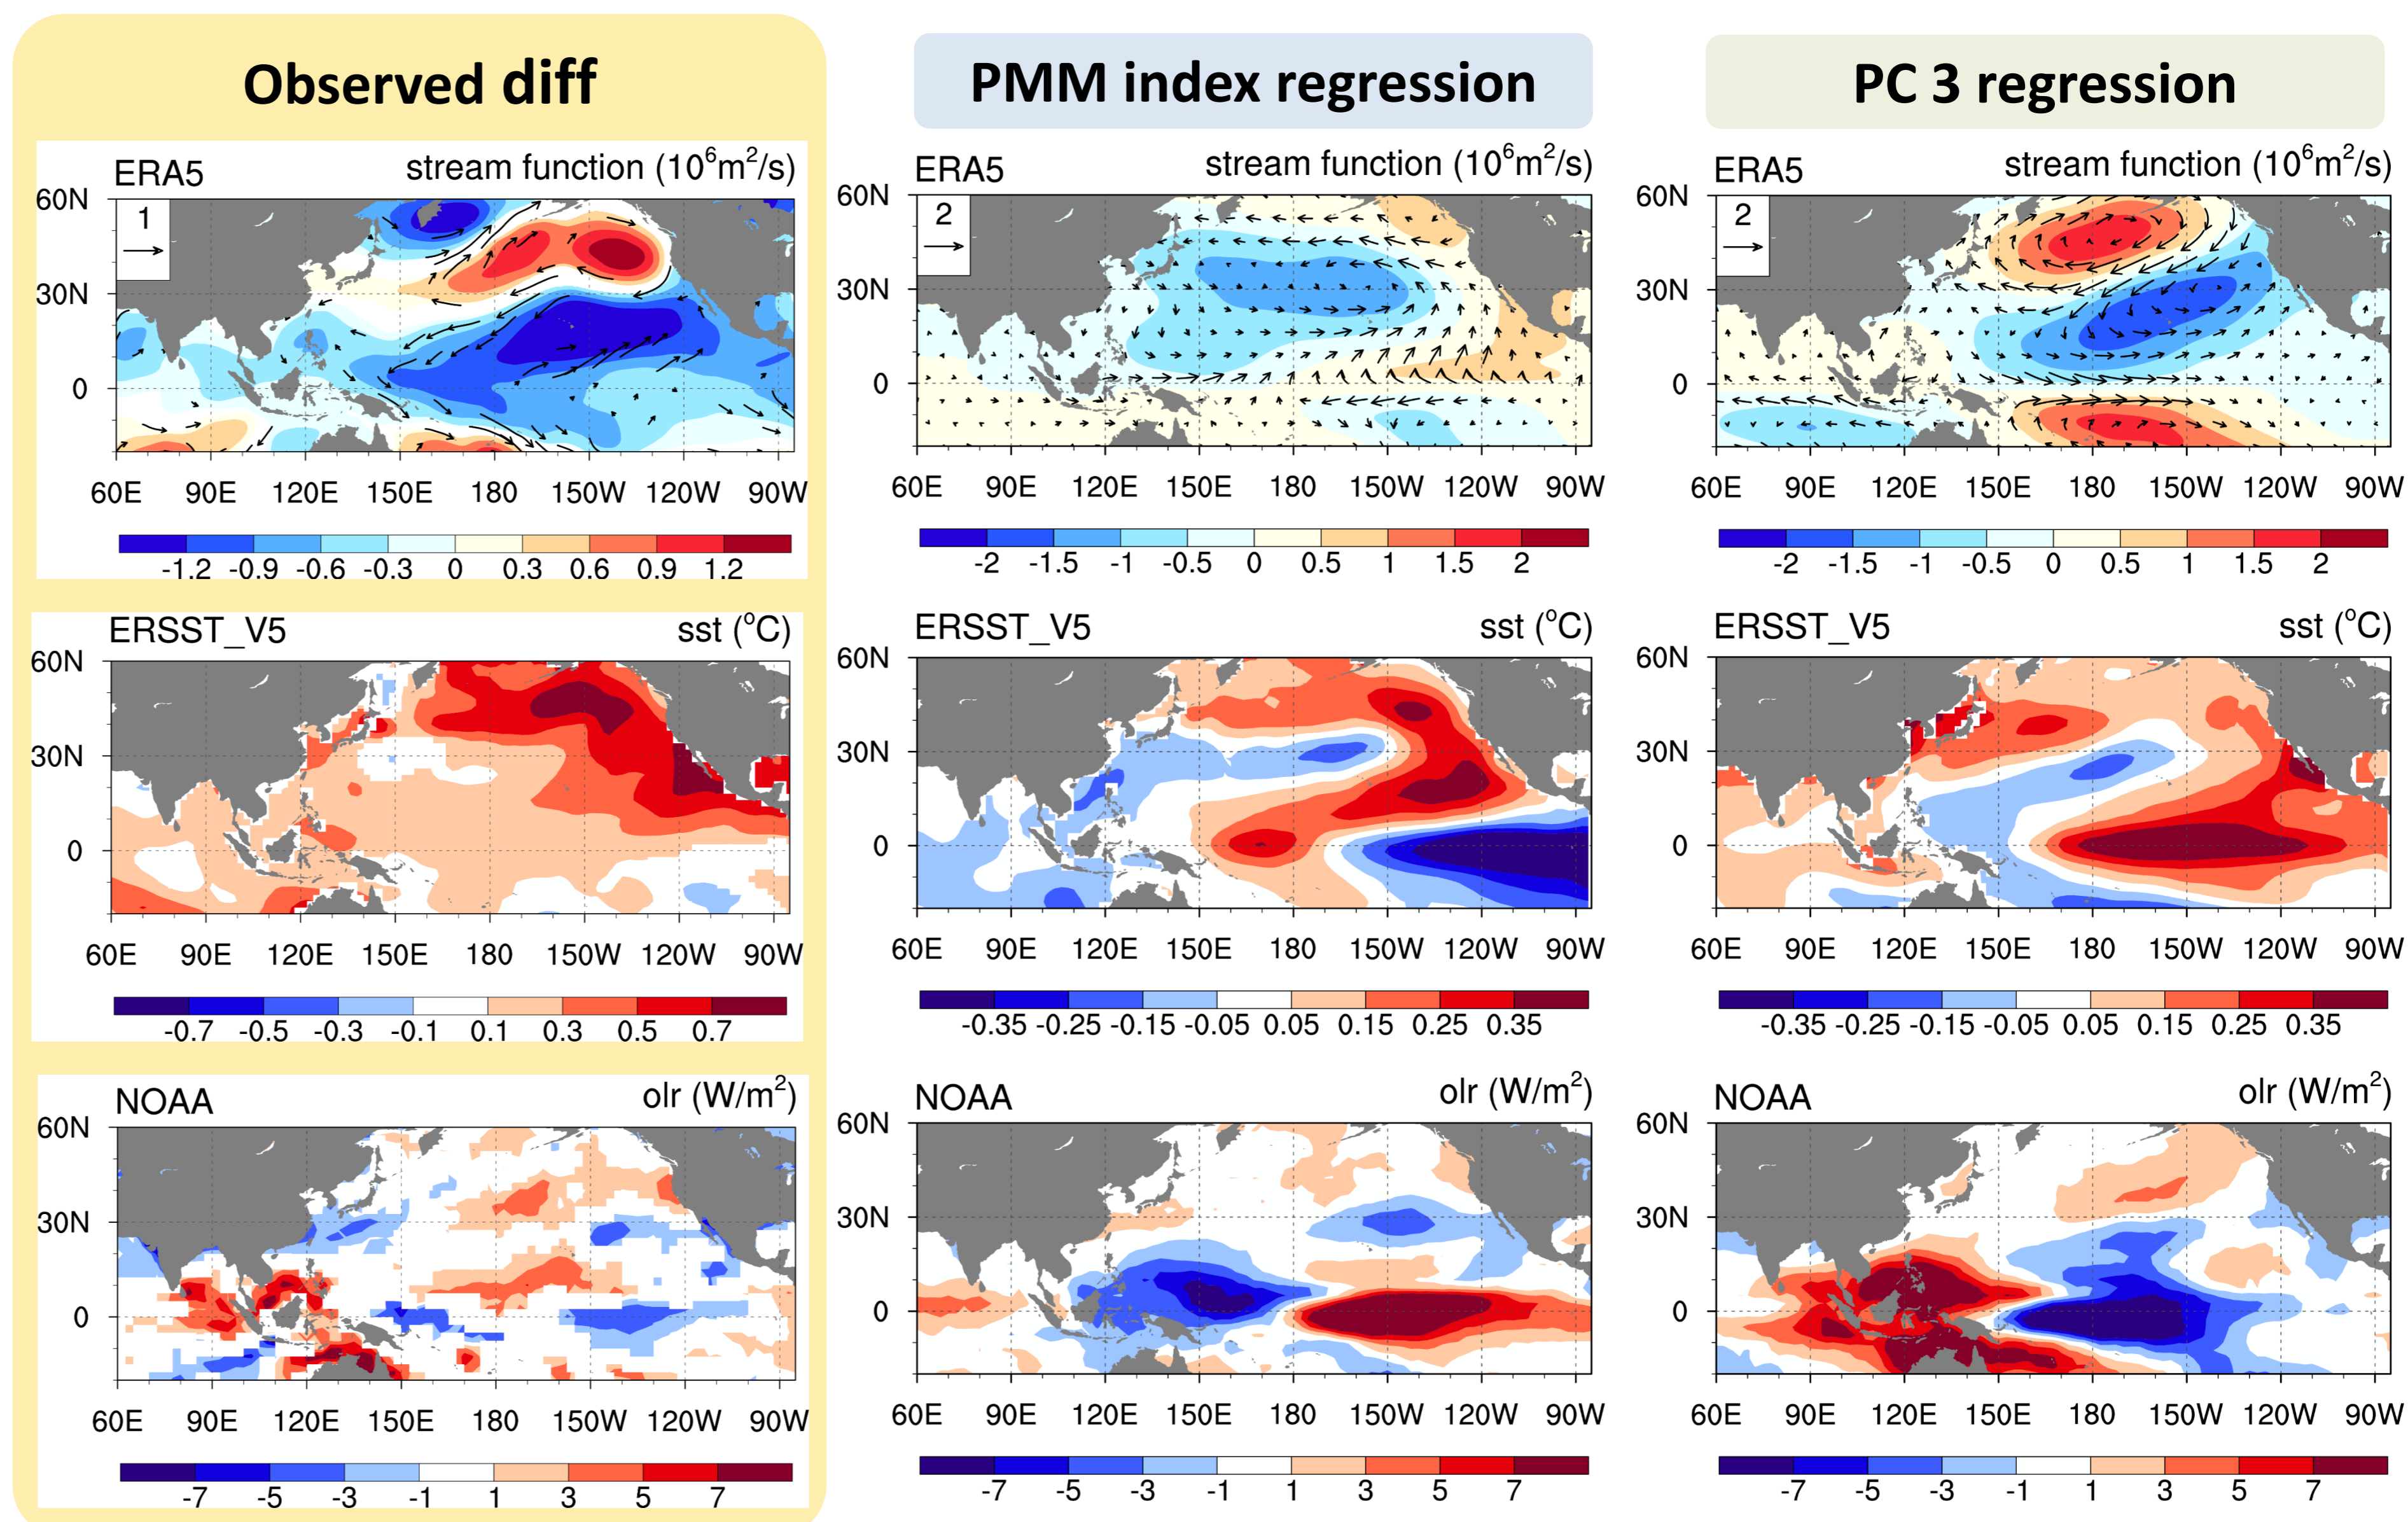 Observed diff
PMM index regression
PC 3 regression
ERA5 stream function (10⁶m²/s)
1
60N
30N
0
60E 90E 120E 150E 180 150W 120W 90W
-1.2 -0.9 -0.6 -0.3 0 0.3 0.6 0.9 1.2
ERA5 stream function (10⁶m²/s)
2
60N
30N
0
60E 90E 120E 150E 180 150W 120W 90W
-2 -1.5 -1 -0.5 0 0.5 1 1.5 2
ERA5 stream function (10⁶m²/s)
2
60N
30N
0
60E 90E 120E 150E 180 150W 120W 90W
-2 -1.5 -1 -0.5 0 0.5 1 1.5 2
ERSST_V5 sst (°C)
60N
30N
0
60E 90E 120E 150E 180 150W 120W 90W
-0.7 -0.5 -0.3 -0.1 0.1 0.3 0.5 0.7
ERSST_V5 sst (°C)
60N
30N
0
60E 90E 120E 150E 180 150W 120W 90W
-0.35 -0.25 -0.15 -0.05 0.05 0.15 0.25 0.35
ERSST_V5 sst (°C)
60N
30N
0
60E 90E 120E 150E 180 150W 120W 90W
-0.35 -0.25 -0.15 -0.05 0.05 0.15 0.25 0.35
NOAA olr (W/m²)
60N
30N
0
60E 90E 120E 150E 180 150W 120W 90W
-7 -5 -3 -1 1 3 5 7
NOAA olr (W/m²)
60N
30N
0
60E 90E 120E 150E 180 150W 120W 90W
-7 -5 -3 -1 1 3 5 7
NOAA olr (W/m²)
60N
30N
0
60E 90E 120E 150E 180 150W 120W 90W
-7 -5 -3 -1 1 3 5 7